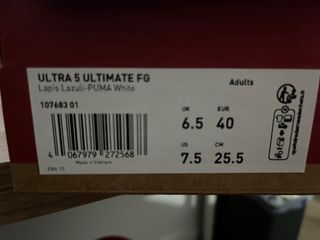 ULTRA 5 ULTIMATE FG
Lapis Lazuli-PUMA White
Adults
107683 01
UK EUR
6.5 40
US CM
7.5 25.5
4 067979 272568
Made in Vietnam